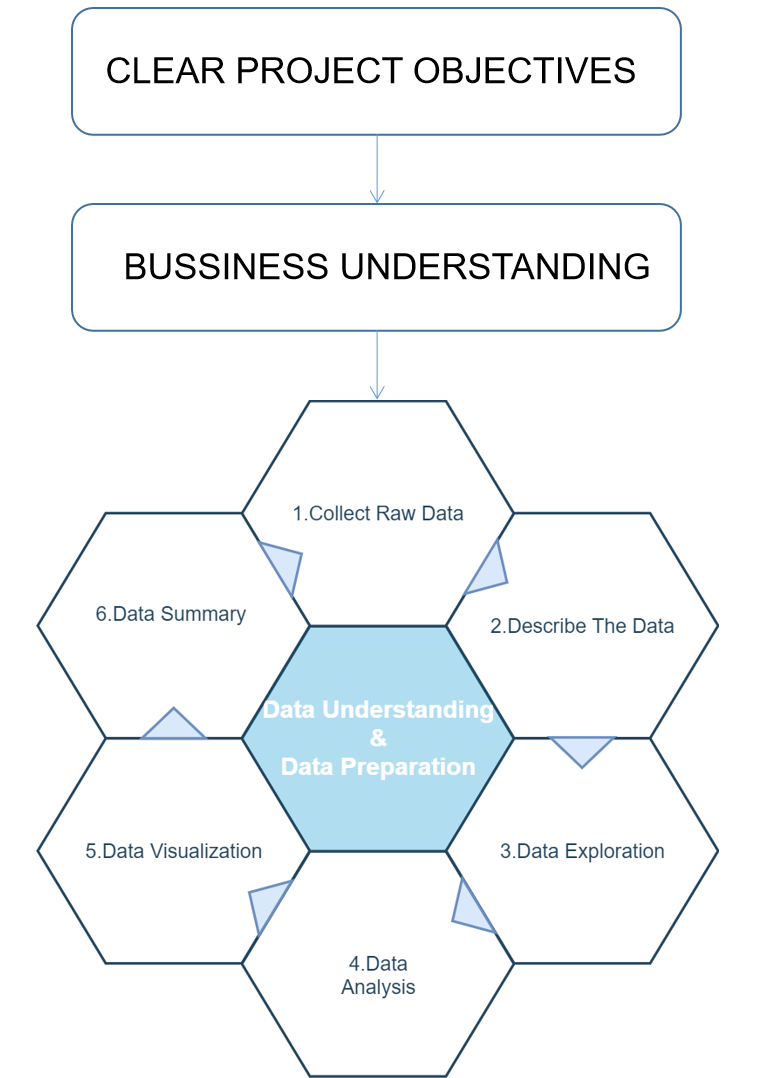 CLEAR PROJECT OBJECTIVES
BUSSINESS UNDERSTANDING
1.Collect Raw Data
2.Describe The Data
3.Data Exploration
4.Data
Analysis
5.Data Visualization
6.Data Summary
Data Understanding
&
Data Preparation